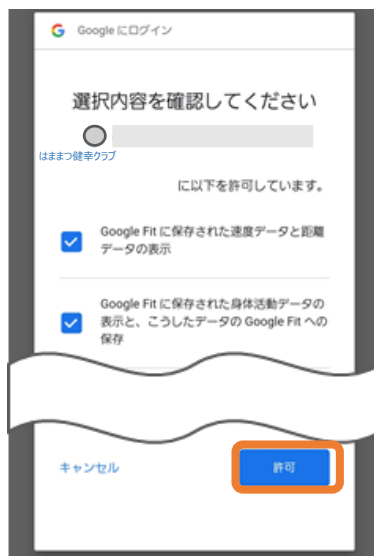 Google にログイン
選択内容を確認してください
はままつ健幸クラブ
に以下を許可しています。
Google Fit に保存された速度データと距離
データの表示
Google Fit に保存された身体活動データの
表示と、こうしたデータの Google Fit への
保存
キャンセル
許可